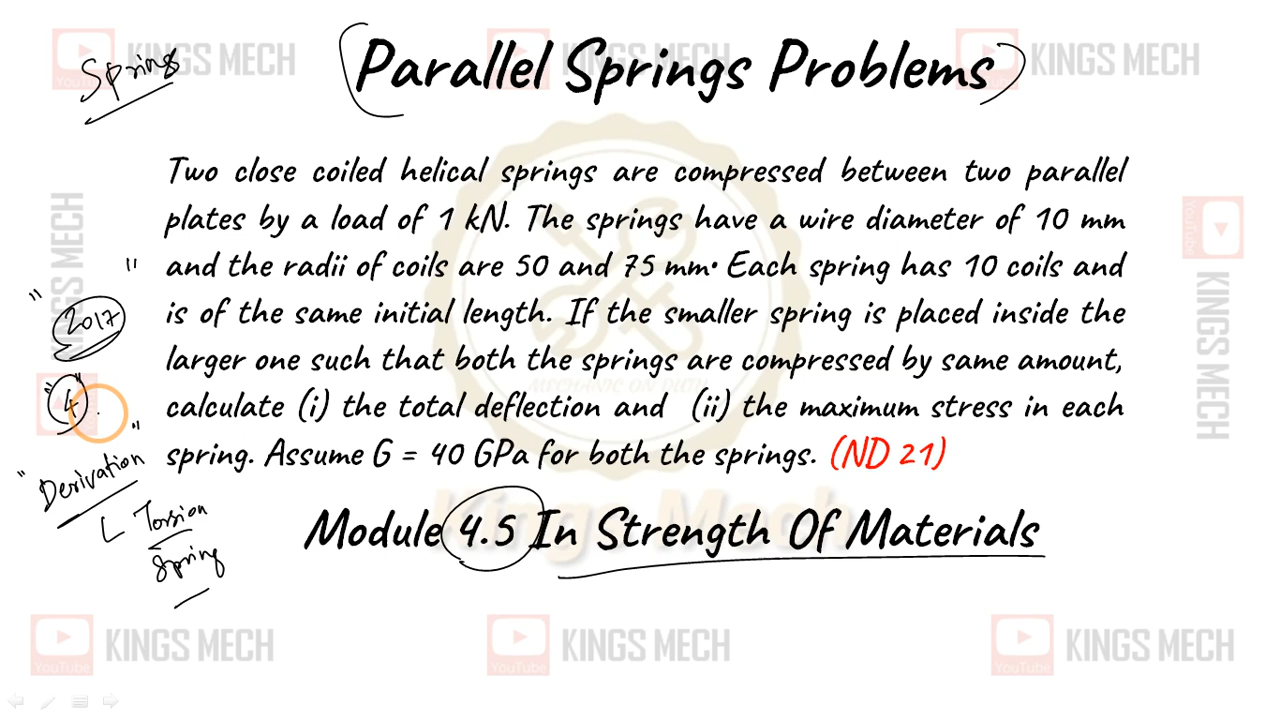 YouTube KINGS MECH
Spring
KINGS MECH
Parallel Springs Problems
Two close coiled helical springs are compressed between two parallel
plates by a load of 1 kN. The springs have a wire diameter of 10 mm
and the radii of coils are 50 and 75 mm. Each spring has 10 coils and
is of the same initial length. If the smaller spring is placed inside the
larger one such that both the springs are compressed by same amount,
calculate (i) the total deflection and (ii) the maximum stress in each
spring. Assume G = 40 GPa for both the springs. (ND 21)
Module 4.5 In Strength Of Materials
KINGS MECH
" 2017 "
"4"
" Derivation "
Torsion
Spring
YouTube KINGS MECH
Kings Mech
YouTube KINGS MECH
YouTube KINGS MECH
YouTube KINGS MECH